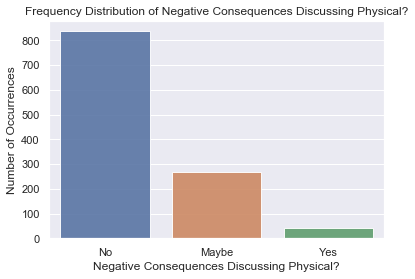 Frequency Distribution of Negative Consequences Discussing Physical?
800
700
600
500
400
300
200
100
0
Number of Occurrences
No Maybe Yes
Negative Consequences Discussing Physical?